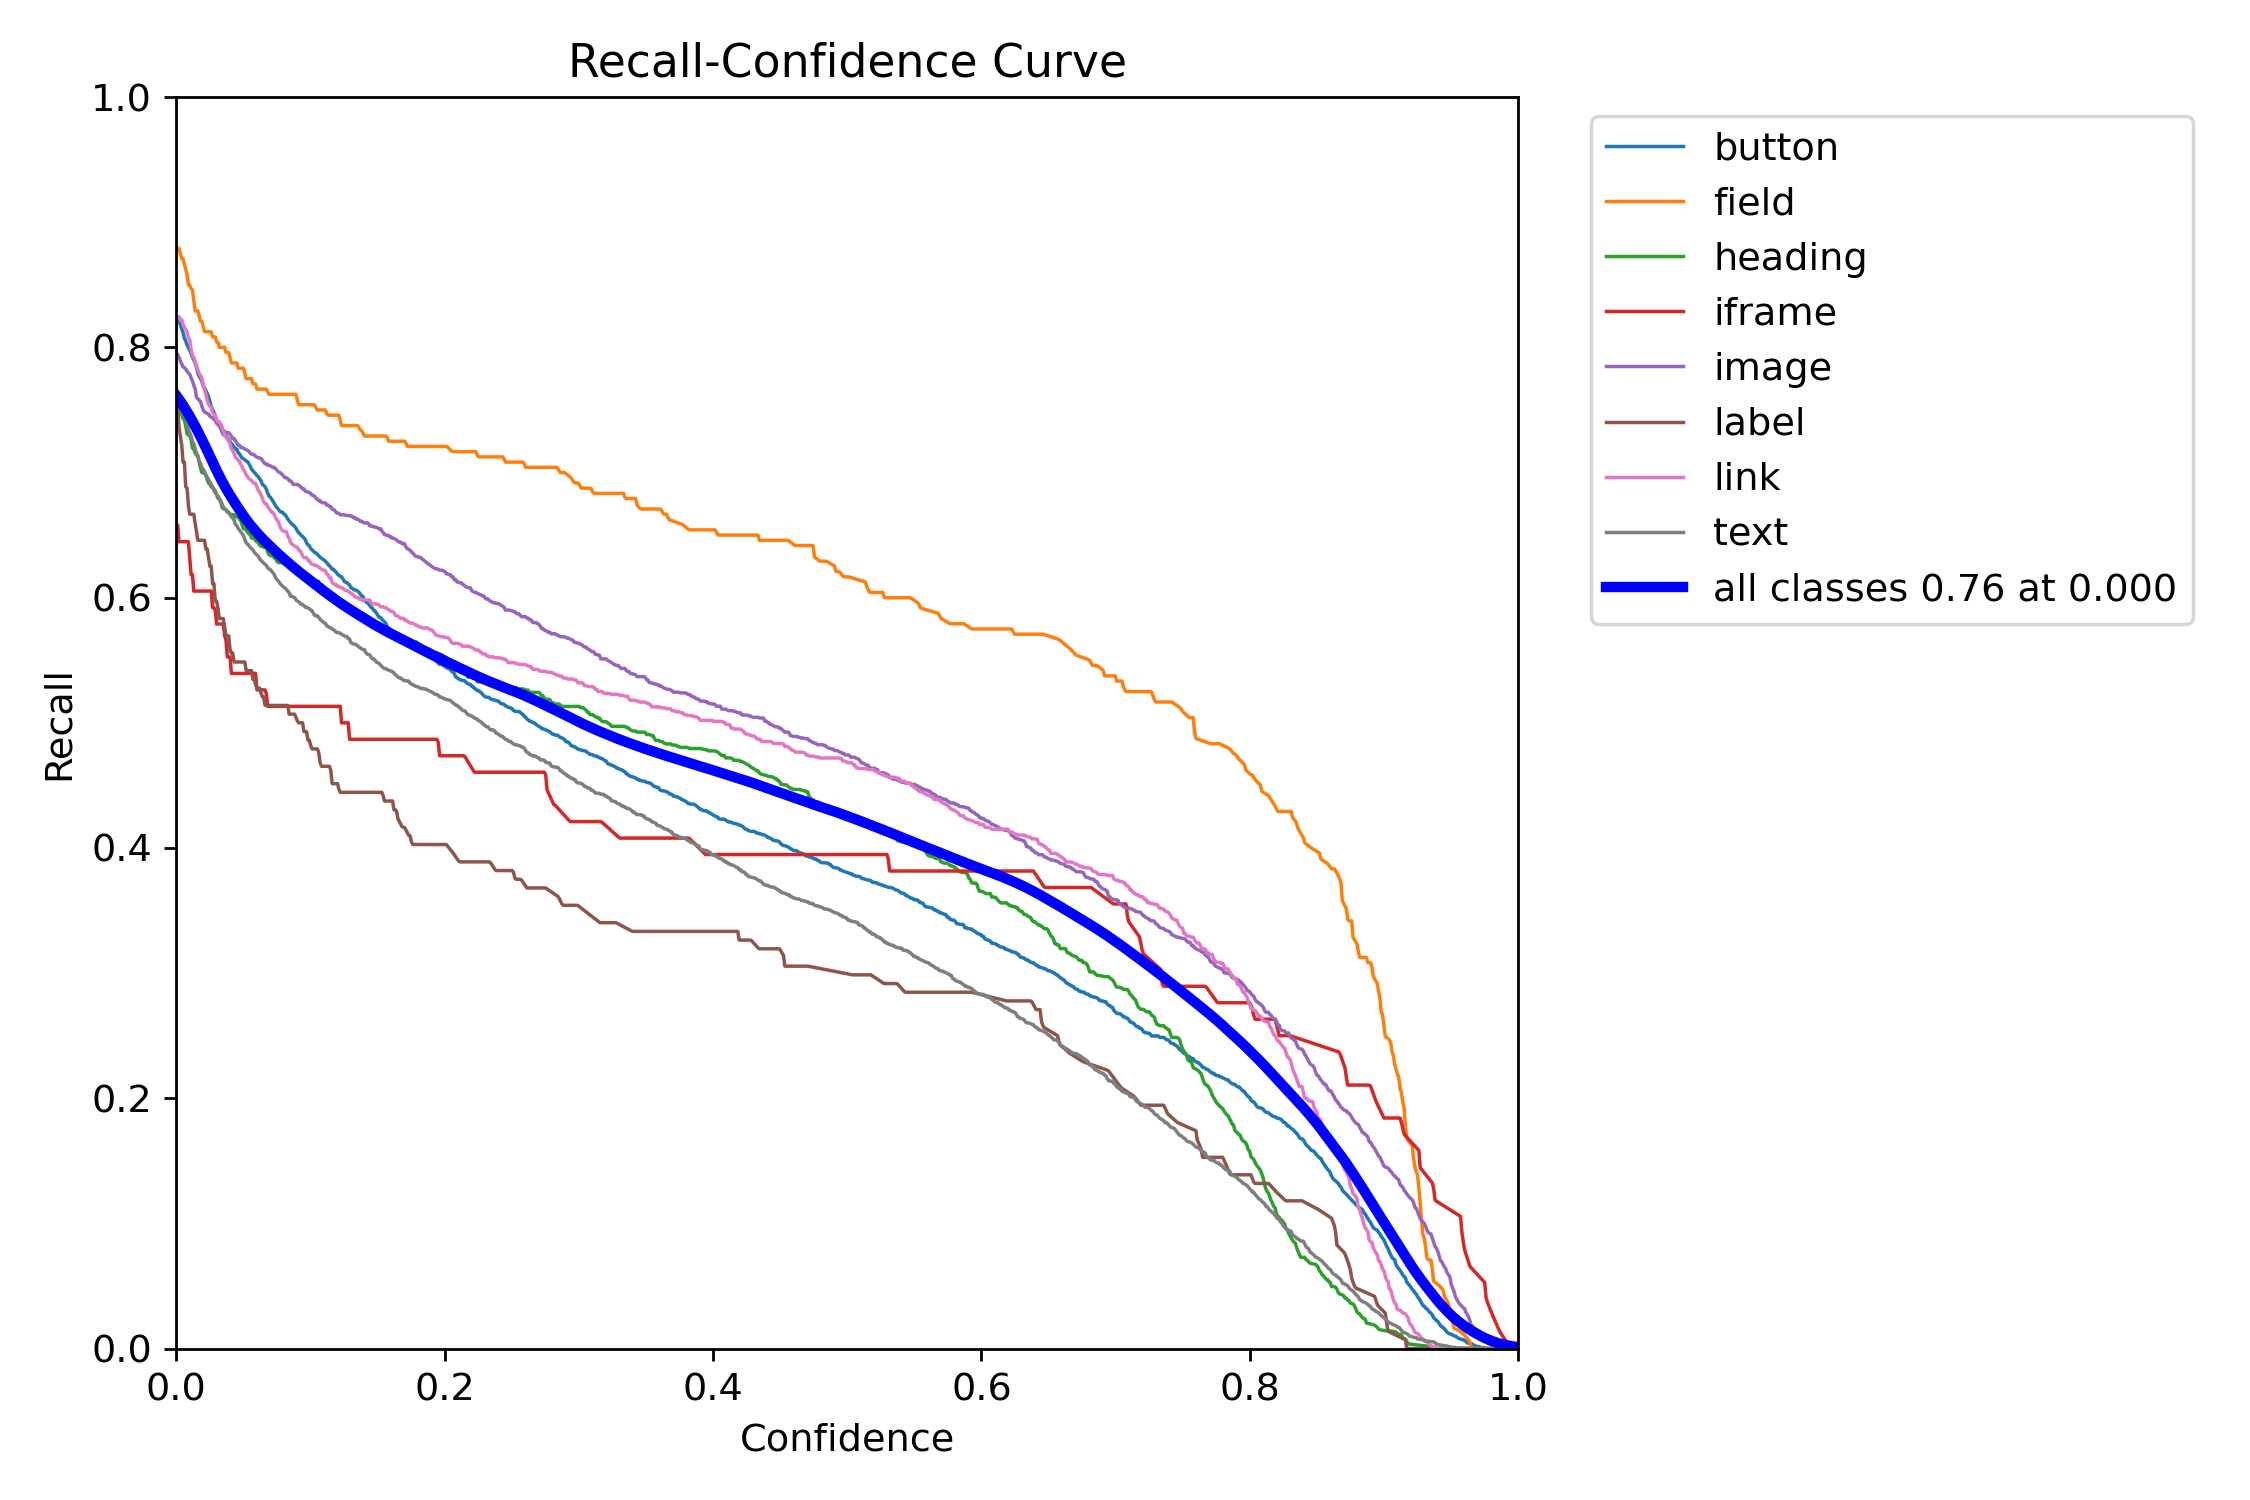 Recall-Confidence Curve
1.0
0.8
0.6
0.4
0.2
0.0
Recall
0.0 0.2 0.4 0.6 0.8 1.0
Confidence
button
field
heading
iframe
image
label
link
text
all classes 0.76 at 0.000